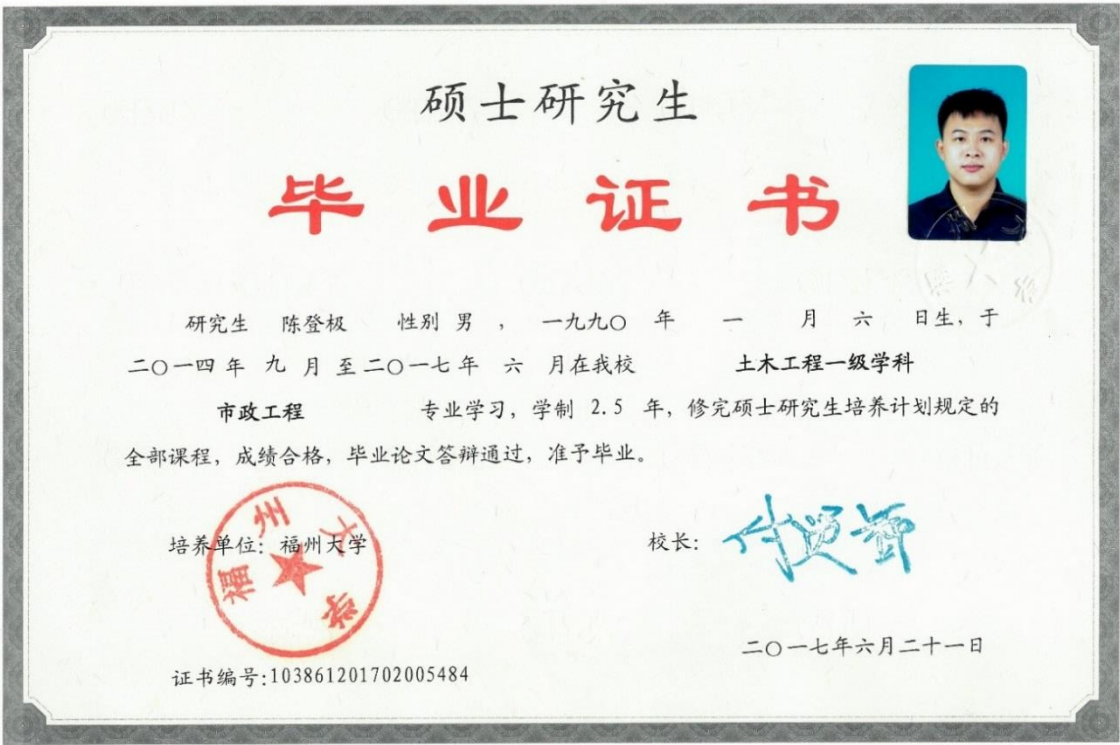 硕士研究生
毕业证书
研究生 陈登极 性别 男 , 一九九〇 年 一 月 六 日生, 于
二〇一四 年 九 月 至 二〇一七 年 六 月在我校 土木工程一级学科
市政工程 专业学习, 学制 2.5 年, 修完硕士研究生培养计划规定的
全部课程, 成绩合格, 毕业论文答辩通过, 准予毕业。
培养单位: 福州大学
福州大学
校长:
二〇一七年六月二十一日
证书编号:103861201702005484